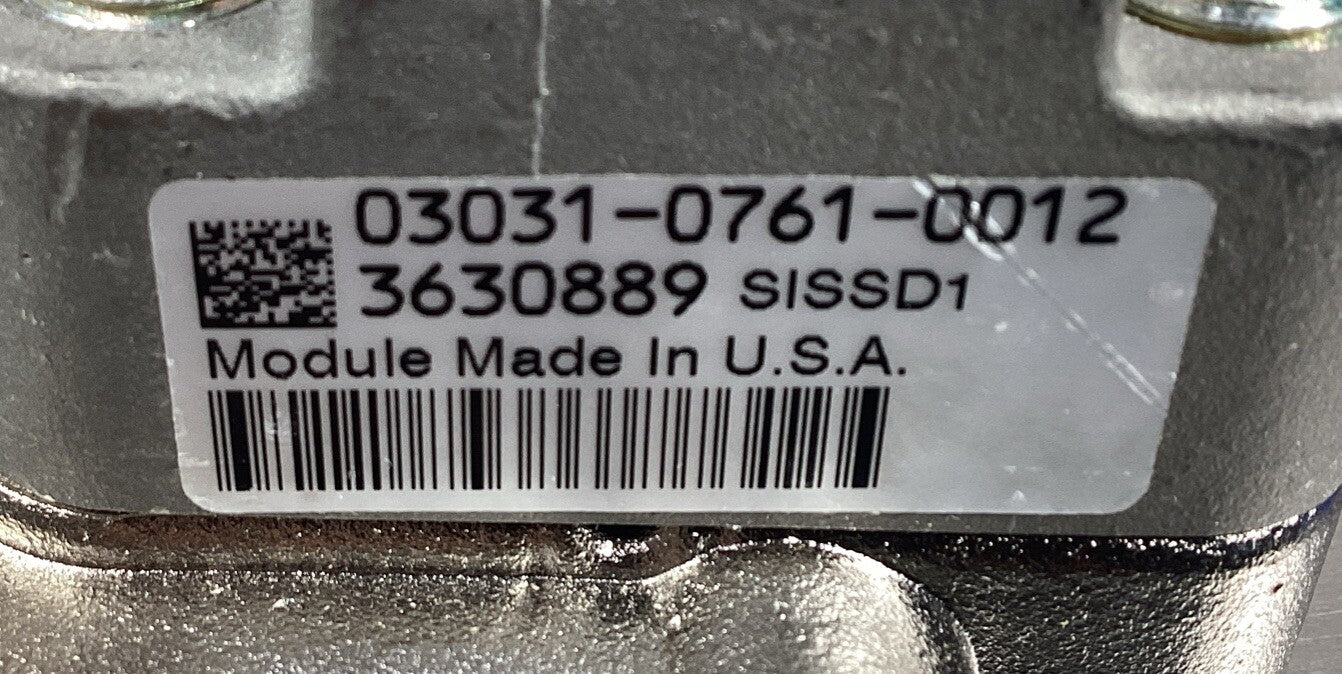 03031-0761-0012
3630889 SISSD1
Module Made In U.S.A.